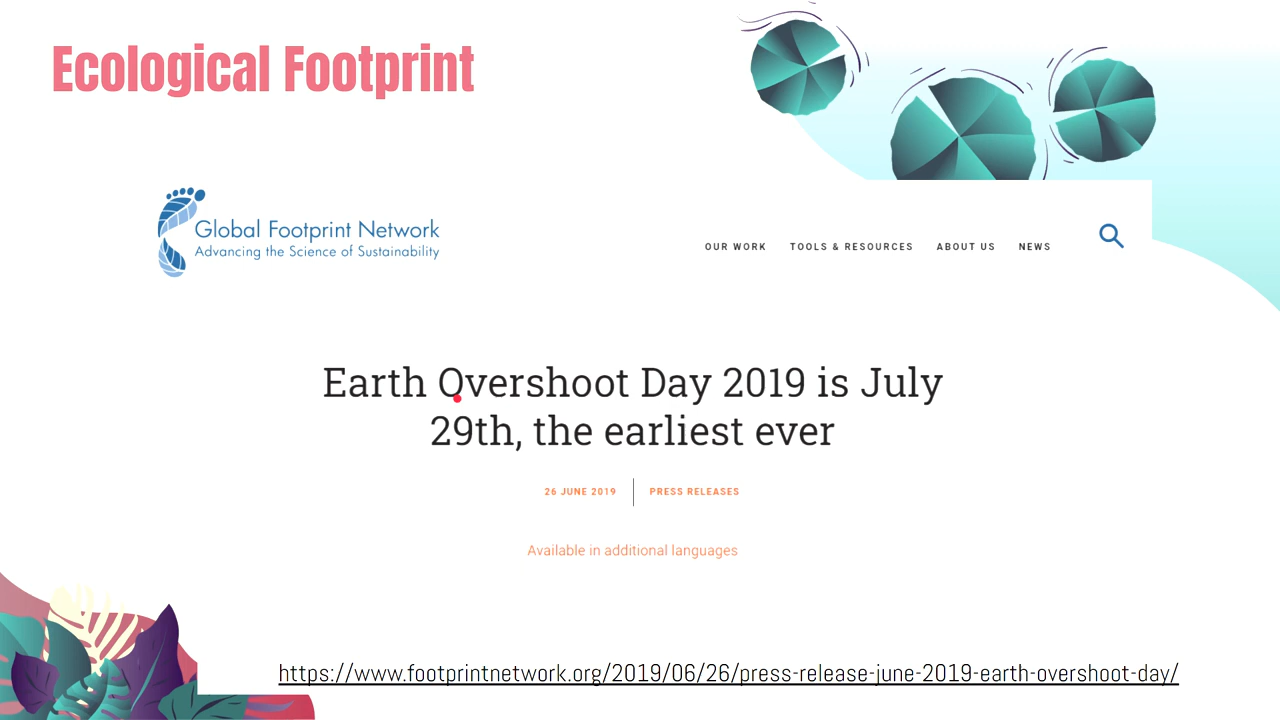 Ecological Footprint
Global Footprint Network
Advancing the Science of Sustainability
OUR WORK TOOLS & RESOURCES ABOUT US NEWS
Earth Overshoot Day 2019 is July
29th, the earliest ever
26 JUNE 2019 PRESS RELEASES
Available in additional languages
https://www.footprintnetwork.org/2019/06/26/press-release-june-2019-earth-overshoot-day/